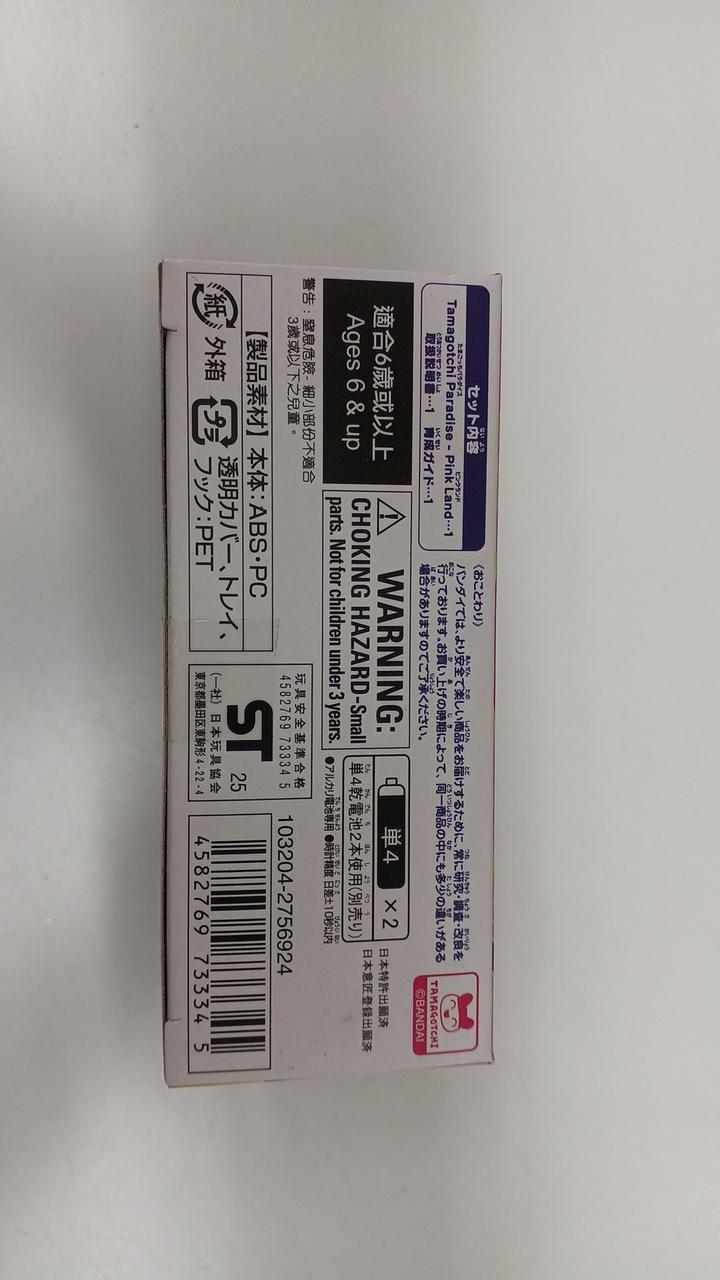 セット内容
Tamagotchi Paradise - Pink Land…1
取扱説明書…1 育成ガイド…1
〈おことわり〉
バンダイでは、より安全で楽しい商品をお届けするために、常に研究・調査・改良を
行っております。お買い上げの時期によって、同一商品の中にも多少の違いがある
場合がありますのでご了承ください。
TAMAGOTCHI
©BANDAI
適合6歲或以上
Ages 6 & up
警告：窒息危險－細小部份不適合
3歲或以下之兒童。
WARNING:
CHOKING HAZARD-Small
parts. Not for children under 3 years.
単4 ×2
単4乾電池2本使用(別売り)
●アルカリ電池専用 ●時計精度 日差±10秒以内
日本特許出願済
日本意匠登録出願済
【製品素材】本体：ABS・PC
紙 外箱
プラ 透明カバー、トレイ、
フック：PET
玩具安全基準合格
4582769 73334 5
ST 25
(一社) 日本玩具協会
東京都墨田区東駒形4-22-4
103204-2756924
4 582769 73334 5